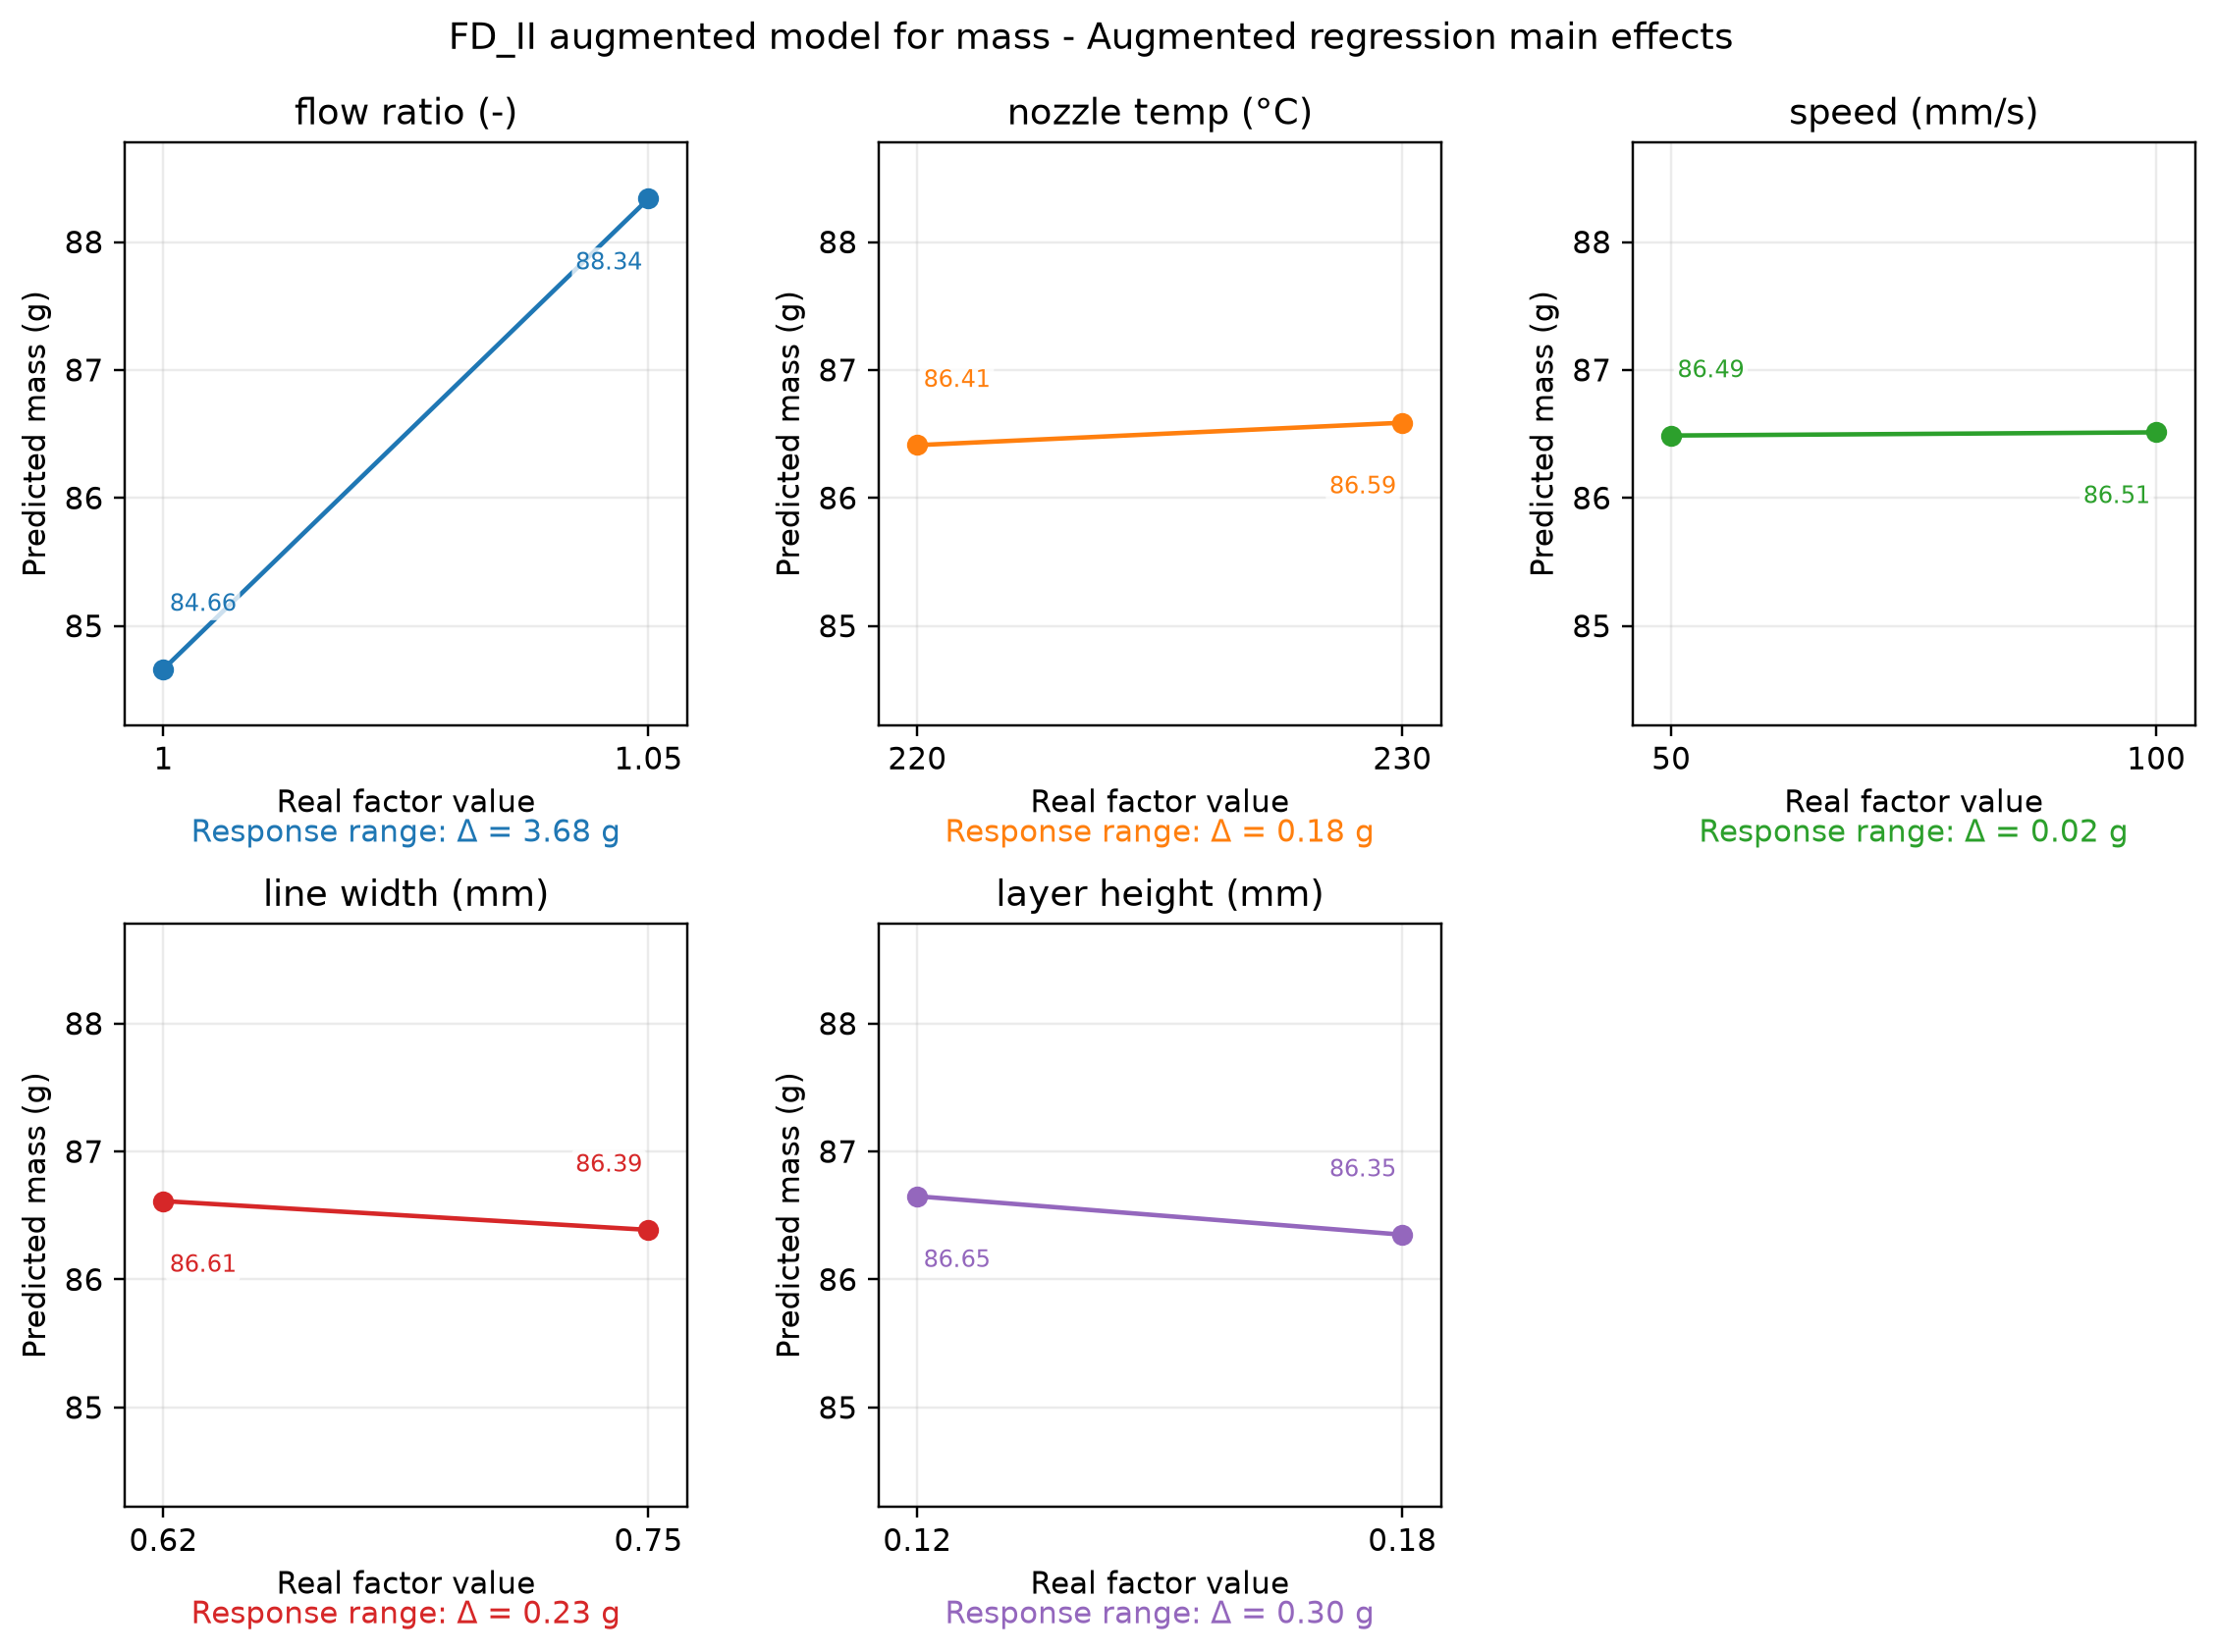 FD_II augmented model for mass - Augmented regression main effects
flow ratio (-)
Predicted mass (g)
88
87
86
85
88.34
84.66
1
1.05
Real factor value
Response range: Δ = 3.68 g
nozzle temp (°C)
Predicted mass (g)
88
87
86
85
86.41
86.59
220
230
Real factor value
Response range: Δ = 0.18 g
speed (mm/s)
Predicted mass (g)
88
87
86
85
86.49
86.51
50
100
Real factor value
Response range: Δ = 0.02 g
line width (mm)
Predicted mass (g)
88
87
86
85
86.39
86.61
0.62
0.75
Real factor value
Response range: Δ = 0.23 g
layer height (mm)
Predicted mass (g)
88
87
86
85
86.35
86.65
0.12
0.18
Real factor value
Response range: Δ = 0.30 g